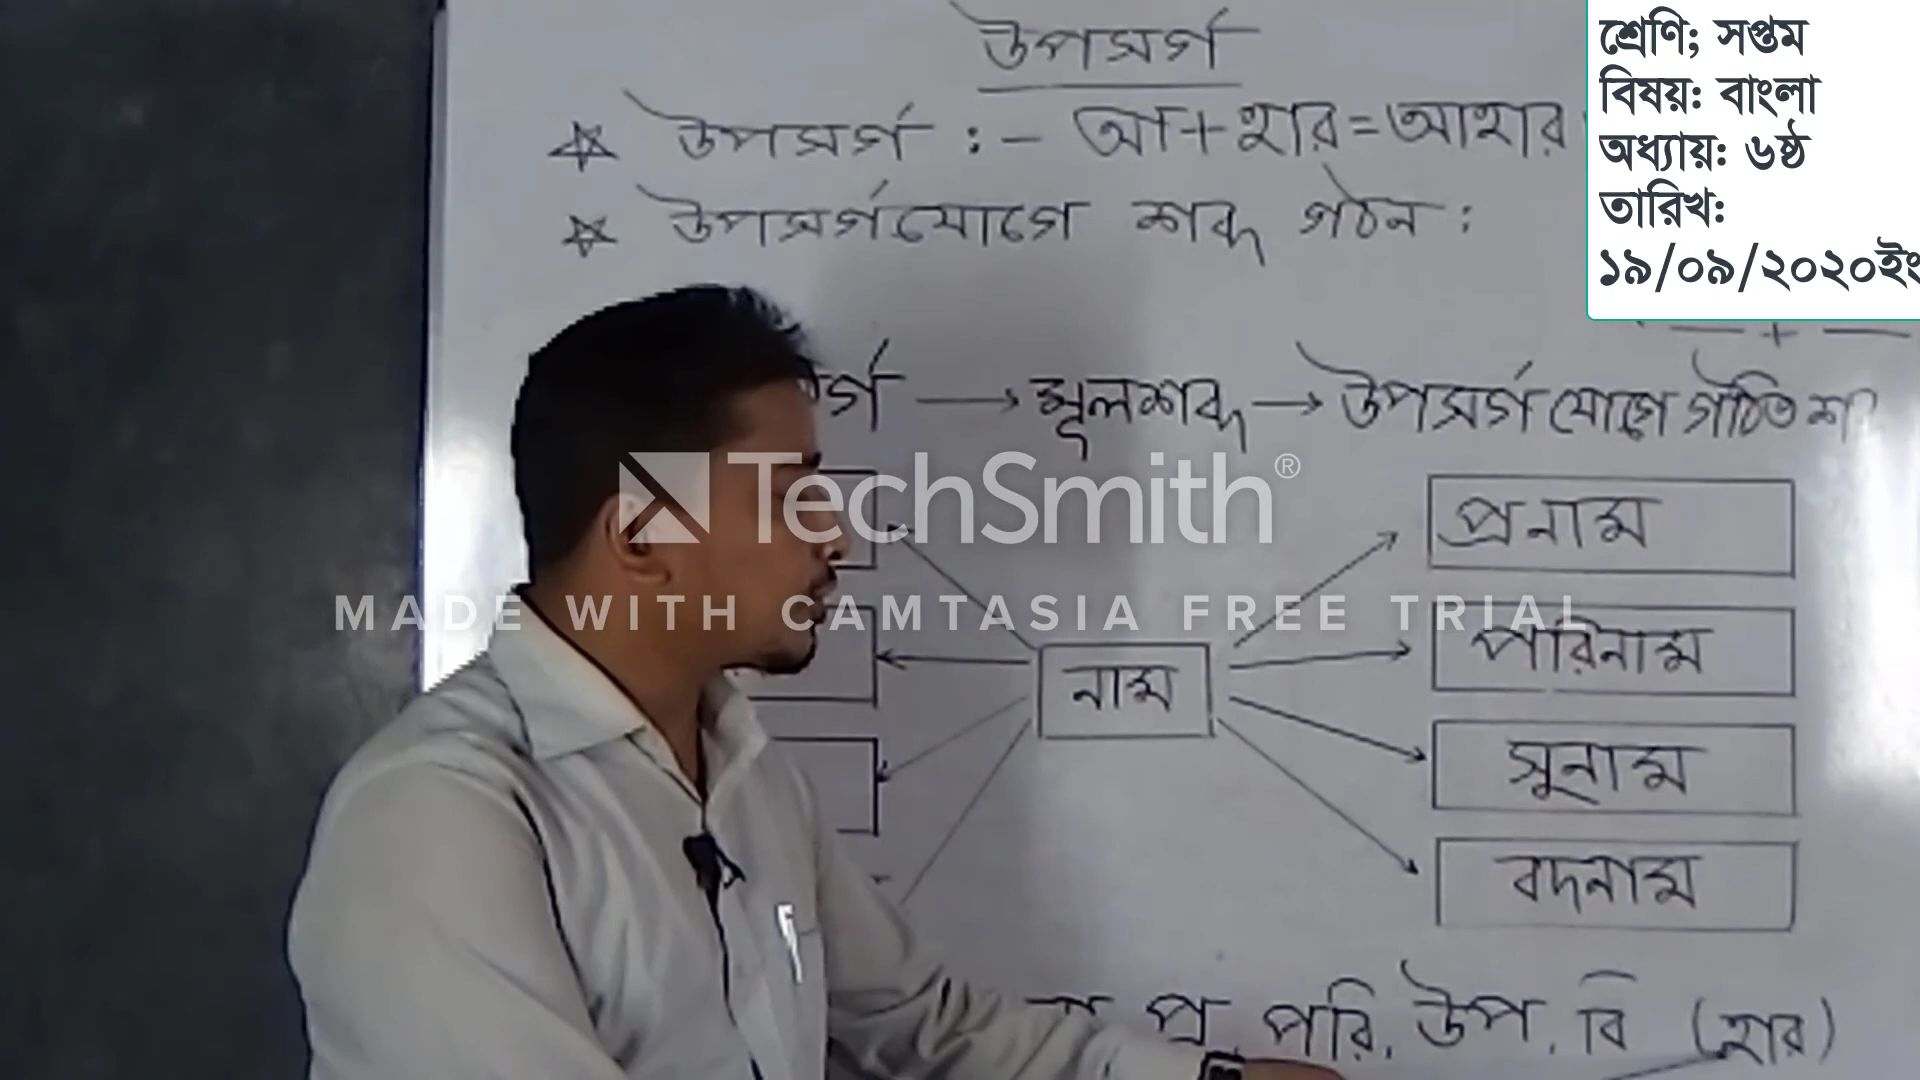 উপসর্গ
উপসর্গ :- আ+হার=আহার
উপসর্গযোগে শব্দ গঠন :
শ্রেণি; সপ্তম
বিষয়: বাংলা
অধ্যায়: ৬ষ্ঠ
তারিখ:
১৯/০৯/২০২০ইং
র্গ → মূলশব্দ → উপসর্গ যোগে গঠিত শ
TechSmith®
MADE WITH CAMTASIA FREE TRIAL
নাম
প্রনাম
পরিনাম
সুনাম
বদনাম
প্র, পরি, উপ, বি (হার)